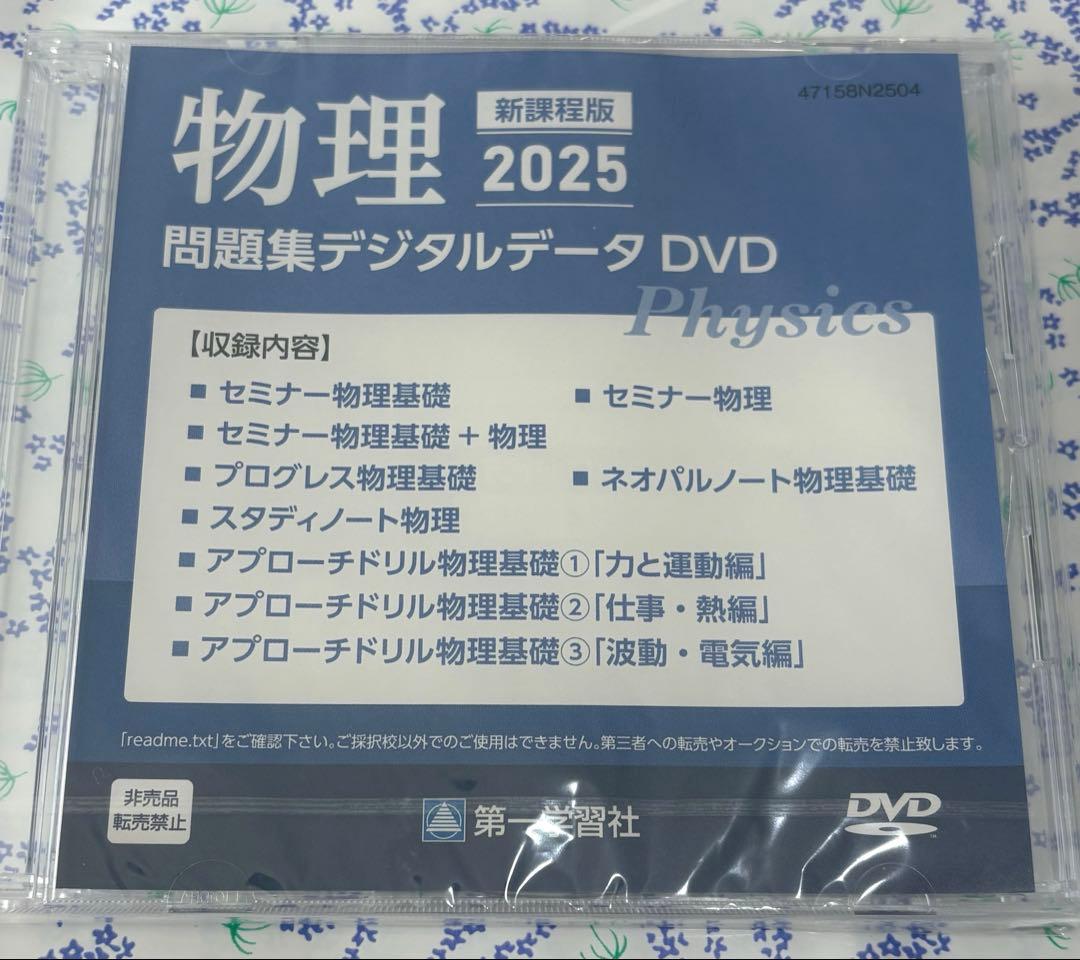 47158N2504
物理
新課程版
2025
問題集デジタルデータ DVD
Physics
【収録内容】
■ セミナー物理基礎 ■ セミナー物理
■ セミナー物理基礎 + 物理
■ プログレス物理基礎 ■ ネオパルノート物理基礎
■ スタディノート物理
■ アプローチドリル物理基礎①「力と運動編」
■ アプローチドリル物理基礎②「仕事・熱編」
■ アプローチドリル物理基礎③「波動・電気編」
「readme.txt」をご確認下さい。ご採択校以外でのご使用はできません。第三者への転売やオークションでの転売を禁止致します。
非売品
転売禁止
第一学習社
DVD